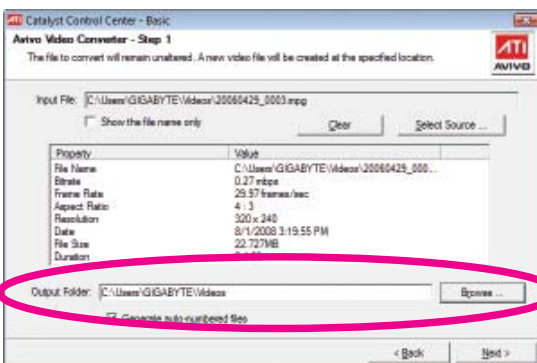 Catalyst Control Center - Basic
Avivo Video Converter - Step 1
The file to convert will remain unaltered. A new video file will be created at the specified location.
ATI
AVIVO
Input File: C:\Users\GIGABYTE\Videos\20060429_0003.mpg
Show the file name only
Clear
Select Source ...
Property Value
File Name C:\Users\GIGABYTE\Videos\20060429_000...
Bitrate 0.27 mbps
Frame Rate 29.97 frames/sec
Aspect Ratio 4 : 3
Resolution 320 x 240
Date 8/1/2008 3:19:55 PM
File Size 22.727MB
Duration
Output Folder: C:\Users\GIGABYTE\Videos
Browse ...
Generate auto-numbered files
< Back
Next >